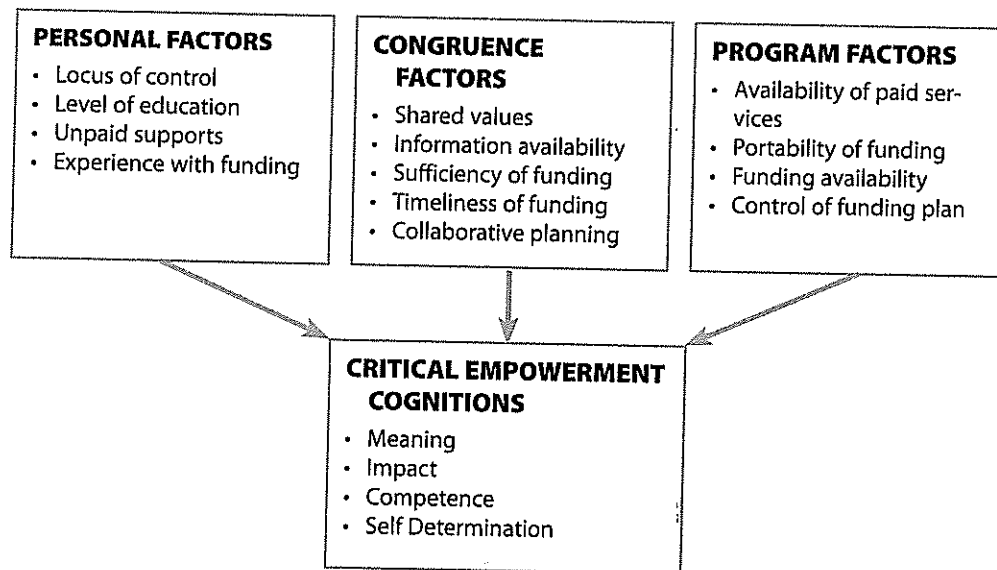 PERSONAL FACTORS
• Locus of control
• Level of education
• Unpaid supports
• Experience with funding
CONGRUENCE
FACTORS
• Shared values
• Information availability
• Sufficiency of funding
• Timeliness of funding
• Collaborative planning
PROGRAM FACTORS
• Availability of paid ser-
vices
• Portability of funding
• Funding availability
• Control of funding plan
CRITICAL EMPOWERMENT
COGNITIONS
• Meaning
• Impact
• Competence
• Self Determination